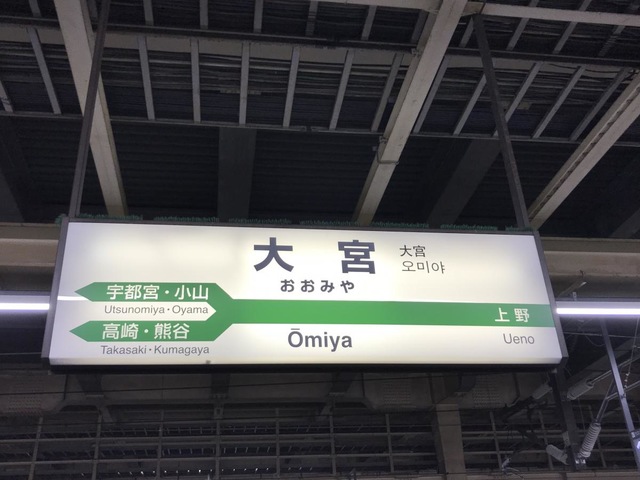 大宮
大宮
오미야
おおみや
宇都宮・小山
Utsunomiya・Oyama
高崎・熊谷
Takasaki・Kumagaya
Ōmiya
上野
Ueno